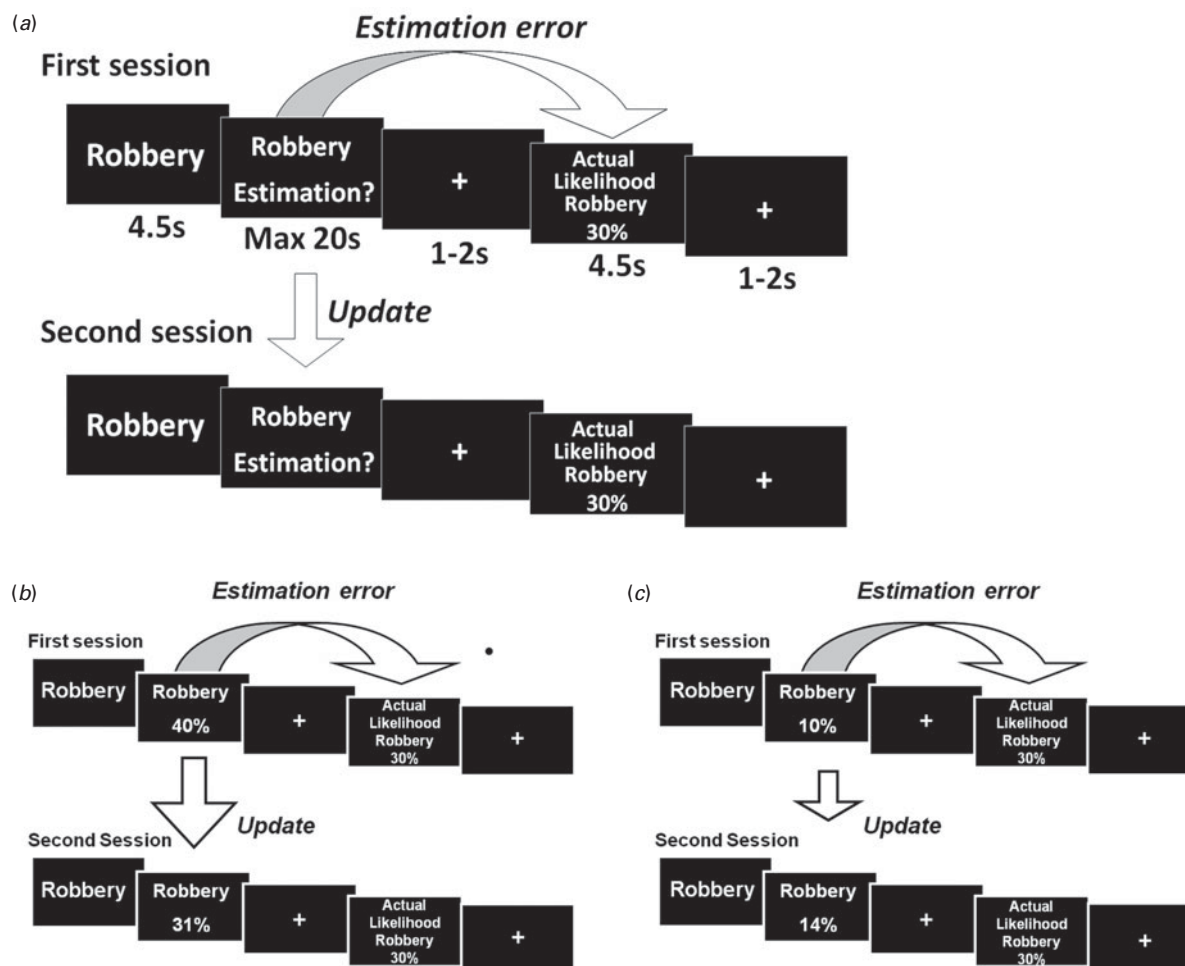 (a)
Estimation error
First session
Robbery
4.5s
Robbery
Estimation?
Max 20s
+
1-2s
Actual
Likelihood
Robbery
30%
4.5s
+
1-2s
Update
Second session
Robbery
Robbery
Estimation?
+
Actual
Likelihood
Robbery
30%
+
(b)
Estimation error
First session
Robbery
Robbery
40%
+
Actual
Likelihood
Robbery
30%
+
Update
Second Session
Robbery
Robbery
31%
+
Actual
Likelihood
Robbery
30%
+
(c)
Estimation error
First session
Robbery
Robbery
10%
+
Actual
Likelihood
Robbery
30%
+
Update
Second Session
Robbery
Robbery
14%
+
Actual
Likelihood
Robbery
30%
+